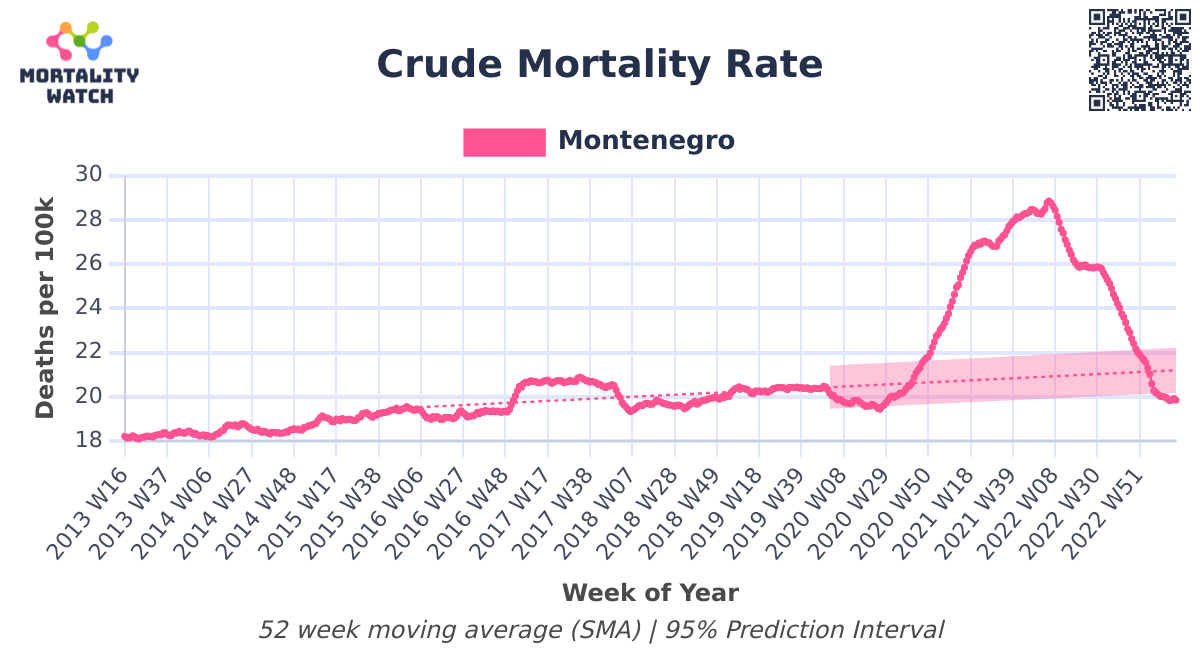 MORTALITY
WATCH
Crude Mortality Rate
Montenegro
Deaths per 100k
30
28
26
24
22
20
18
2013 W16
2013 W37
2014 W06
2014 W27
2014 W48
2015 W17
2015 W38
2016 W06
2016 W27
2016 W48
2017 W17
2017 W38
2018 W07
2018 W28
2018 W49
2019 W18
2019 W39
2020 W08
2020 W29
2020 W50
2021 W18
2021 W39
2022 W08
2022 W30
2022 W51
Week of Year
52 week moving average (SMA) | 95% Prediction Interval